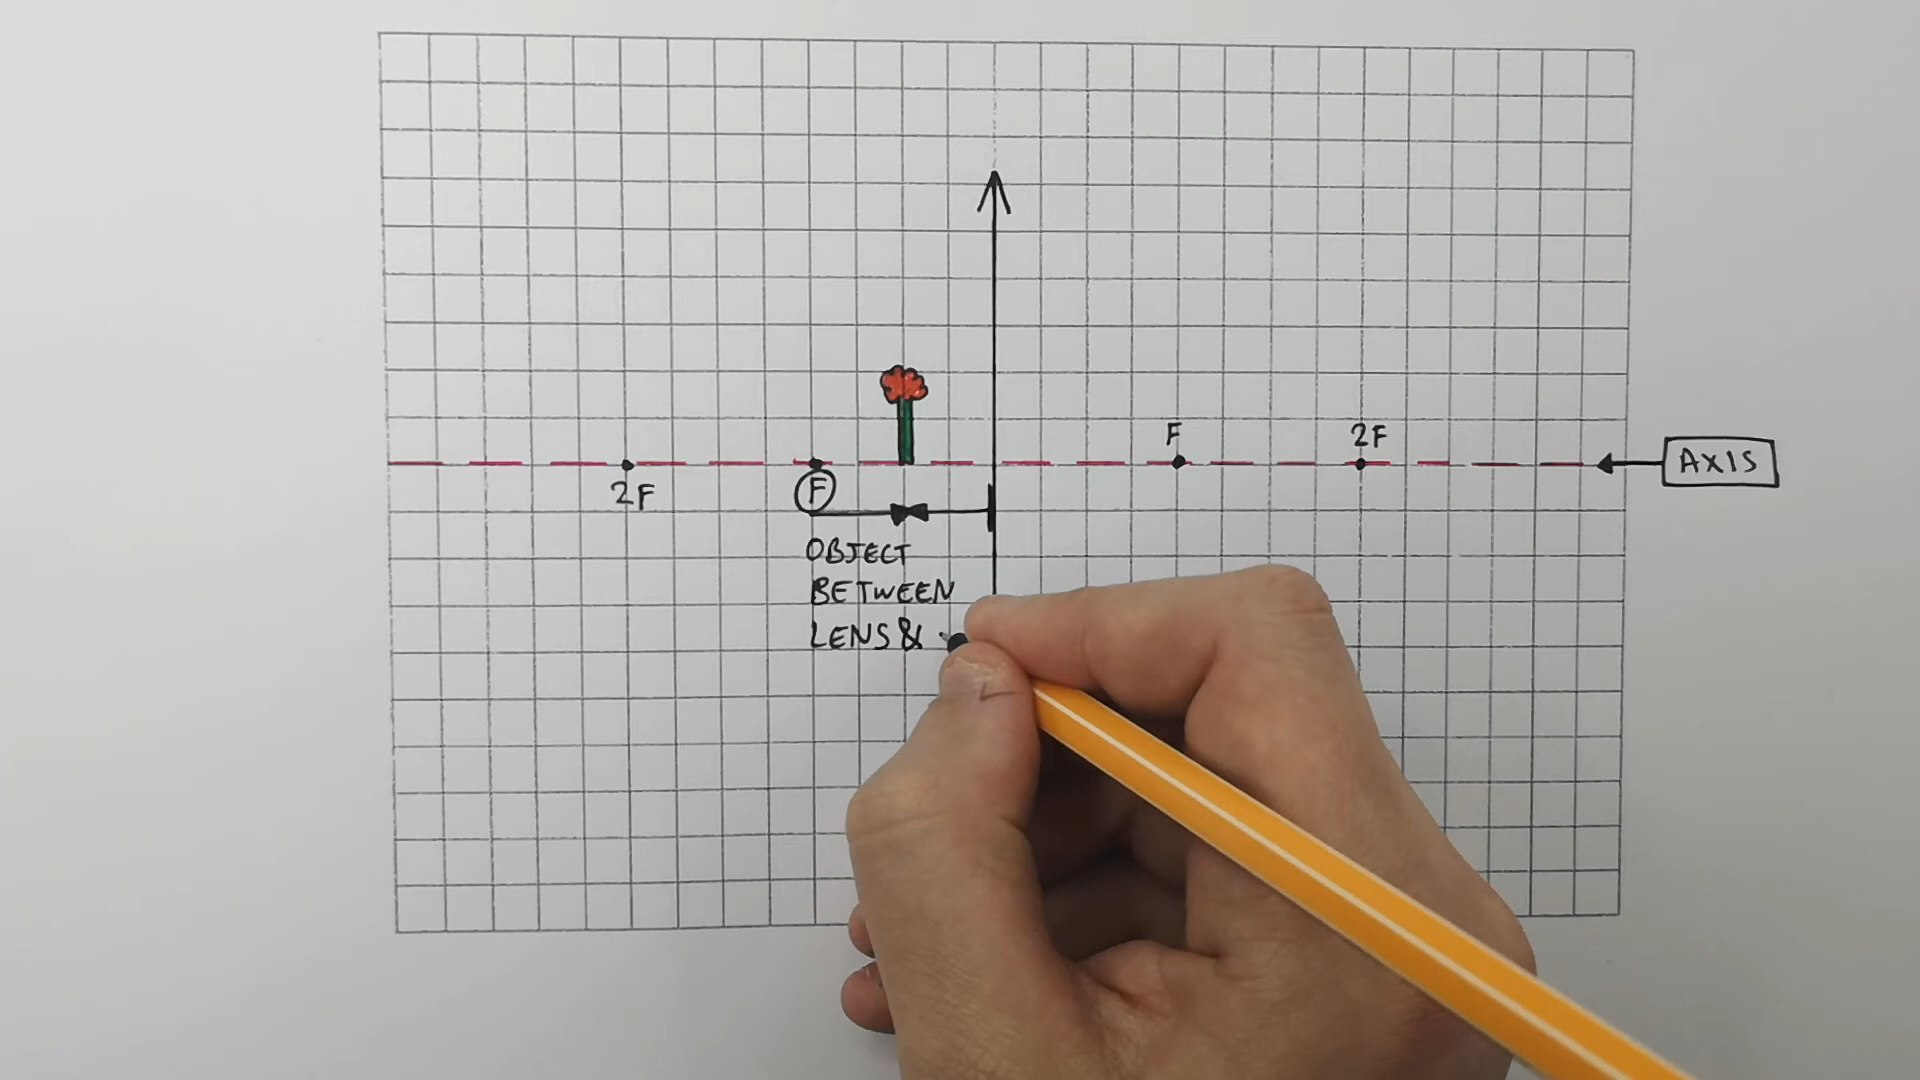 F
2F
AXIS
2F
F
OBJECT
BETWEEN
LENS &